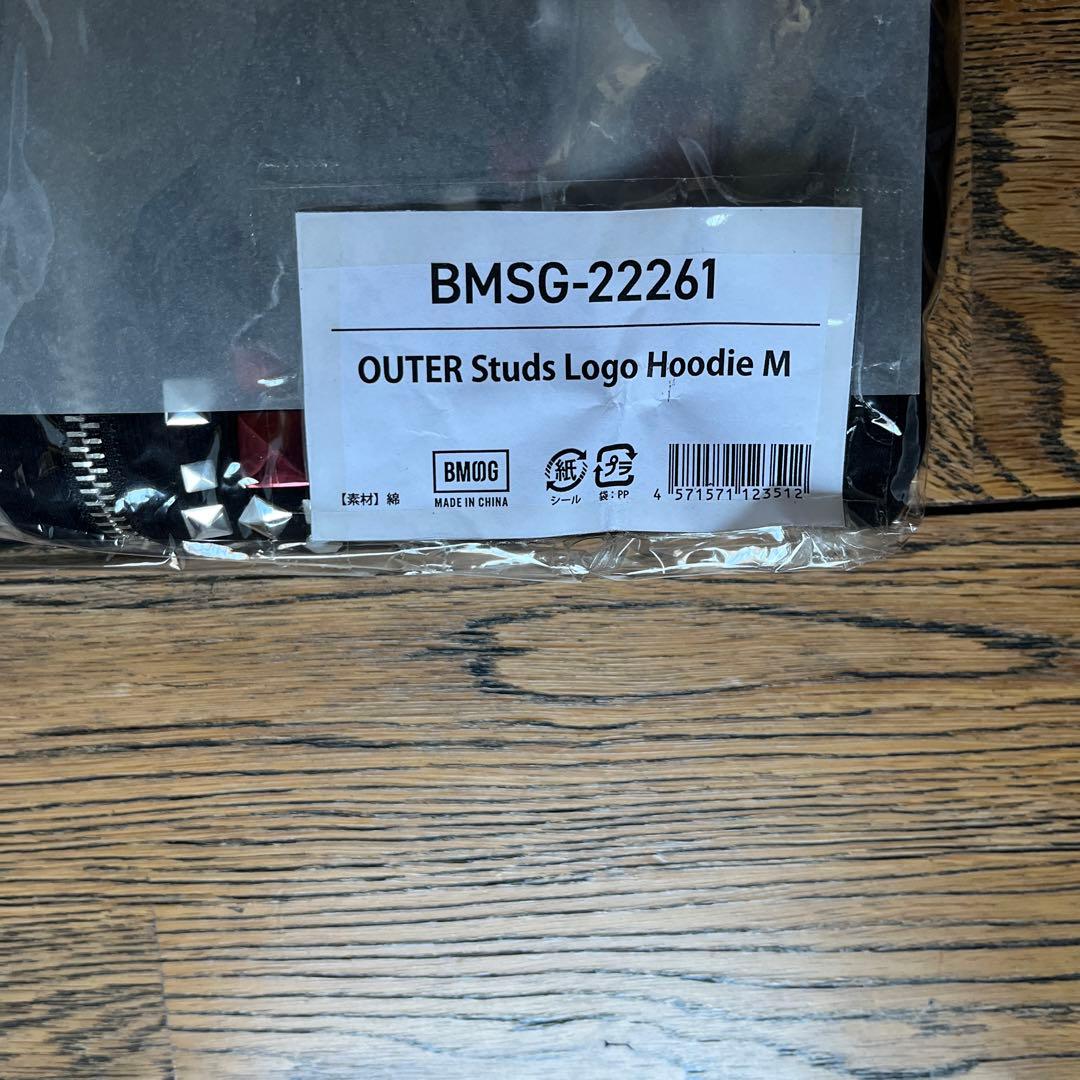 BMSG-22261
OUTER Studs Logo Hoodie M
【素材】綿
BMSG
MADE IN CHINA
紙
シール
プラ
袋:PP
4 571571 123512